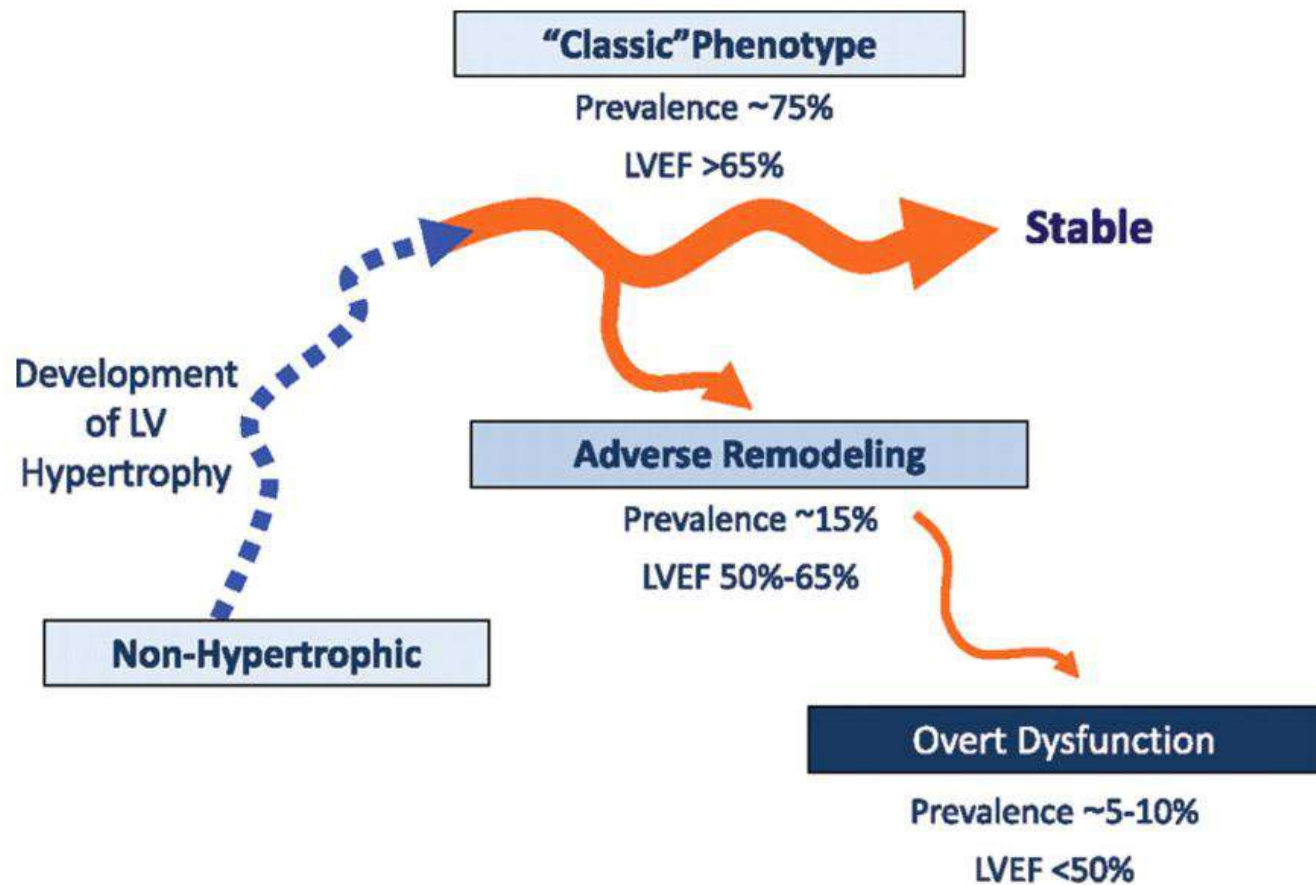 “Classic”Phenotype
Prevalence ~75%
LVEF >65%
Stable
Development
of LV
Hypertrophy
Adverse Remodeling
Prevalence ~15%
LVEF 50%-65%
Non-Hypertrophic
Overt Dysfunction
Prevalence ~5-10%
LVEF <50%